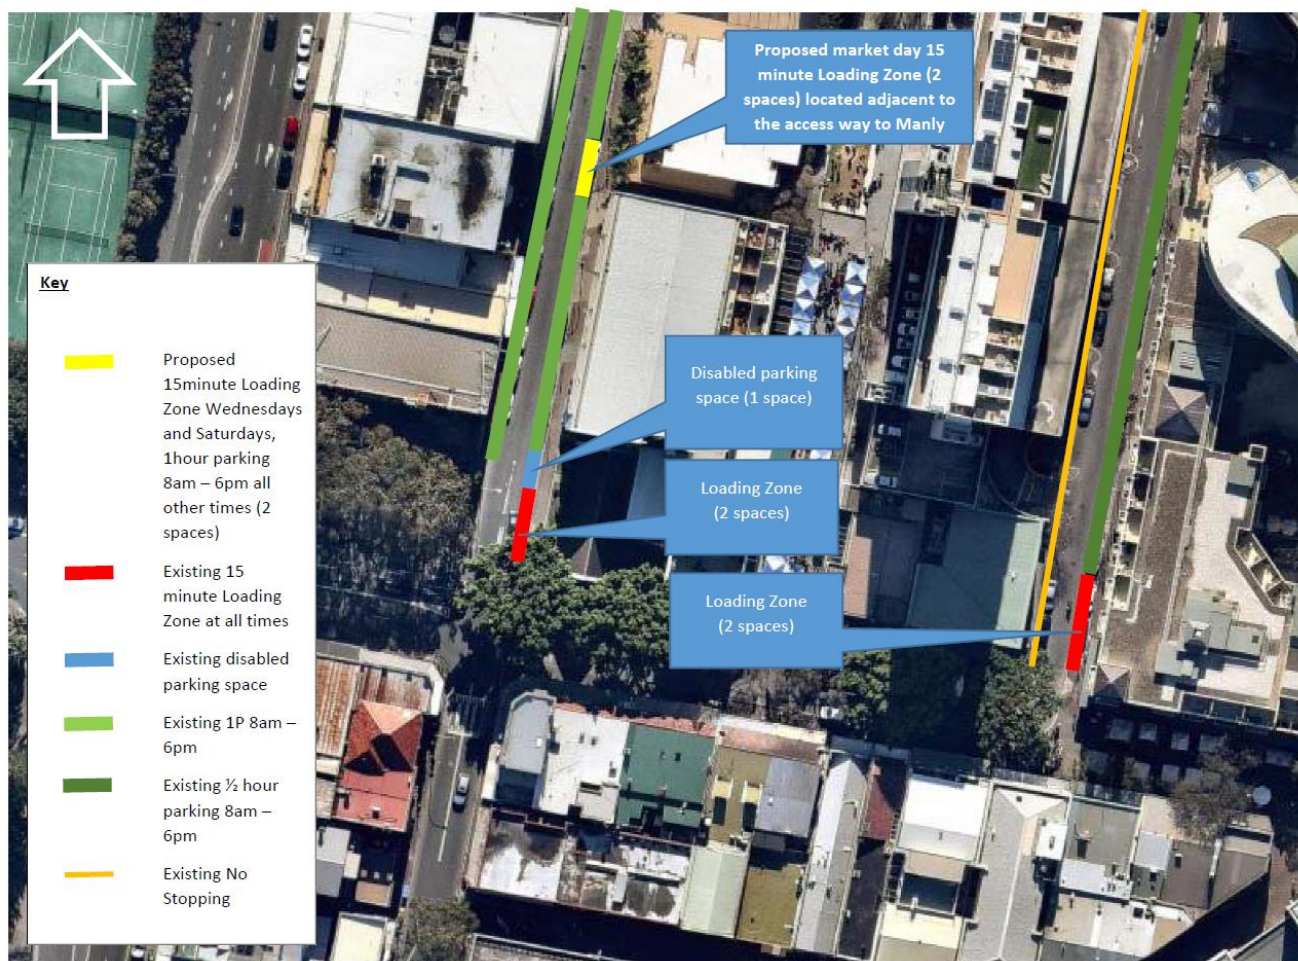 Proposed market day 15
minute Loading Zone (2
spaces) located adjacent to
the access way to Manly
Key
Proposed
15minute Loading
Zone Wednesdays
and Saturdays,
1hour parking
8am – 6pm all
other times (2
spaces)
Existing 15
minute Loading
Zone at all times
Existing disabled
parking space
Existing 1P 8am –
6pm
Existing ½ hour
parking 8am –
6pm
Existing No
Stopping
Disabled parking
space (1 space)
Loading Zone
(2 spaces)
Loading Zone
(2 spaces)